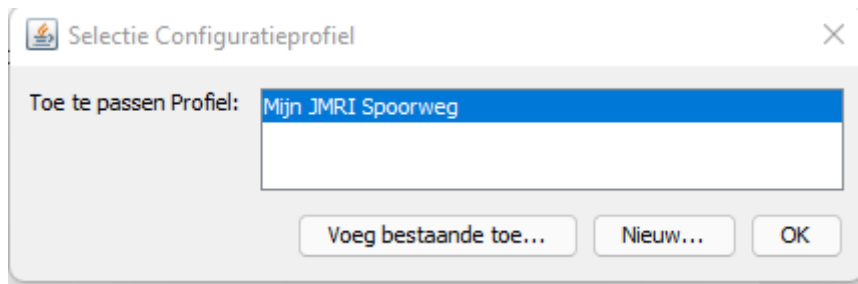 Selectie Configuratieprofiel
Toe te passen Profiel: Mijn JMRI Spoorweg
Voeg bestaande toe... Nieuw... OK